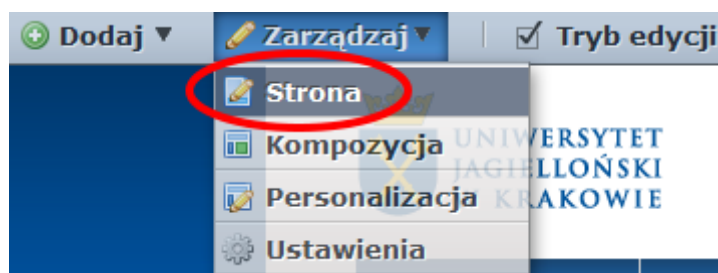 Dodaj ▼ Zarządzaj ▼ Tryb edycji
Strona
Kompozycja
Personalizacja
Ustawienia
UNIWERSYTET
JAGIELLOŃSKI
W KRAKOWIE